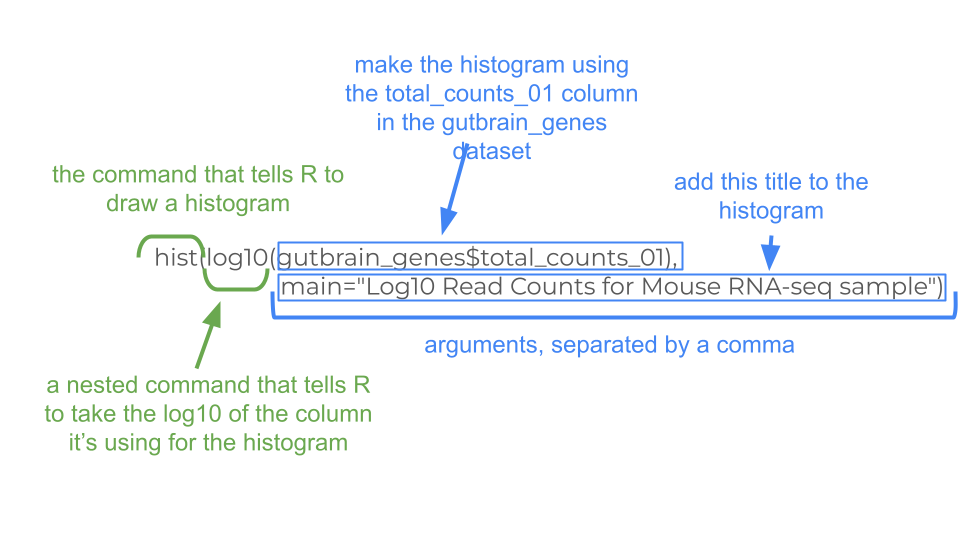 make the histogram using
the total_counts_01 column
in the gutbrain_genes
dataset
the command that tells R to
draw a histogram
add this title to the
histogram
hist(log10(gutbrain_genes$total_counts_01),
main="Log10 Read Counts for Mouse RNA-seq sample")
arguments, separated by a comma
a nested command that tells R
to take the log10 of the column
it’s using for the histogram